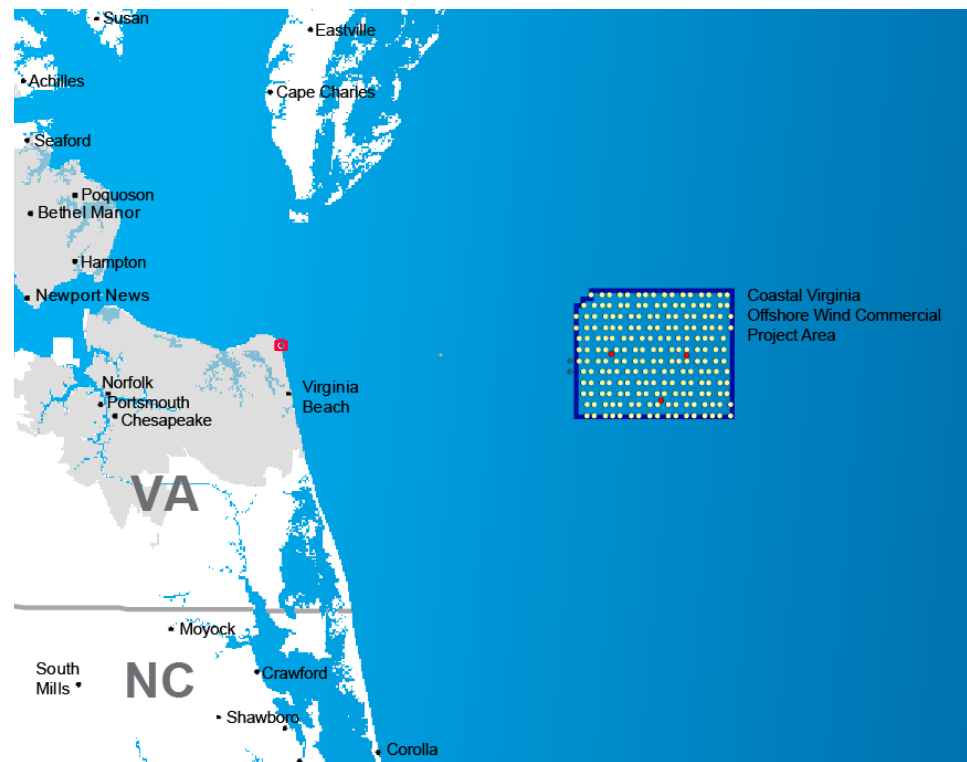 Susan
Eastville
Achilles
Cape Charles
Seaford
Poquoson
Bethel Manor
Hampton
Newport News
Coastal Virginia
Offshore Wind Commercial
Project Area
Norfolk
Portsmouth
Chesapeake
Virginia
Beach
VA
Moyock
South
Mills
NC
Crawford
Shawboro
Corolla